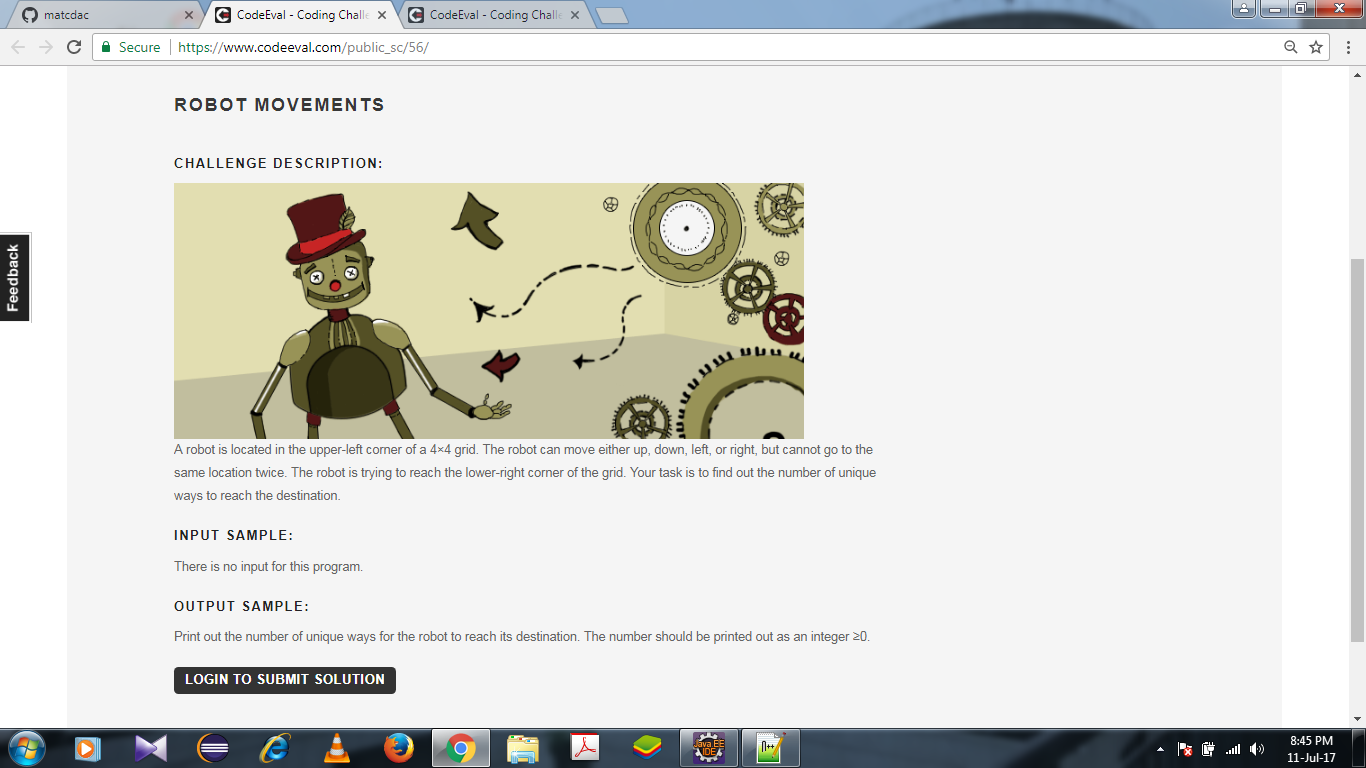 matcdac
CodeEval - Coding Challe
CodeEval - Coding Challe
Secure
https://www.codeeval.com/public_sc/56/
ROBOT MOVEMENTS
CHALLENGE DESCRIPTION:
Feedback
A robot is located in the upper-left corner of a 4×4 grid. The robot can move either up, down, left, or right, but cannot go to the
same location twice. The robot is trying to reach the lower-right corner of the grid. Your task is to find out the number of unique
ways to reach the destination.
INPUT SAMPLE:
There is no input for this program.
OUTPUT SAMPLE:
Print out the number of unique ways for the robot to reach its destination. The number should be printed out as an integer ≥0.
LOGIN TO SUBMIT SOLUTION
Java EE
IDE
8:45 PM
11-Jul-17